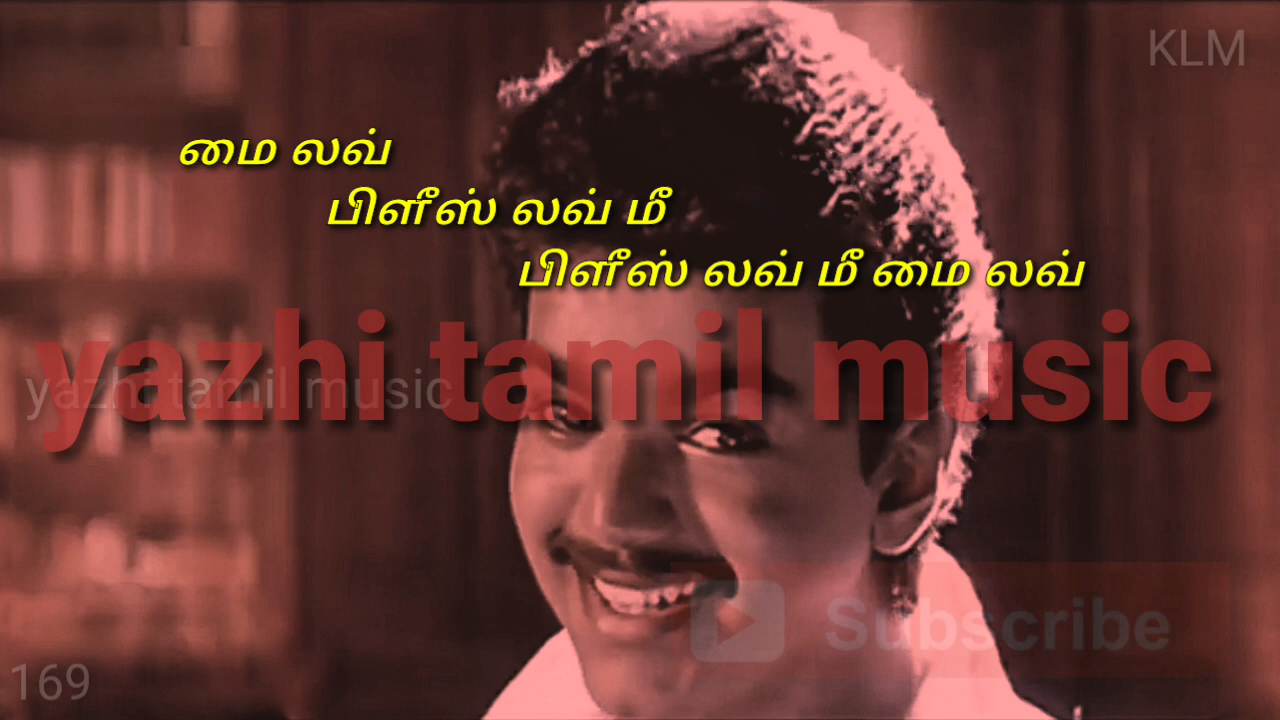 KLM
மை லவ்
பிளீஸ் லவ் மீ
பிளீஸ் லவ் மீ மை லவ்
yazhi tamil music
yazhi tamil music
Subscribe
169